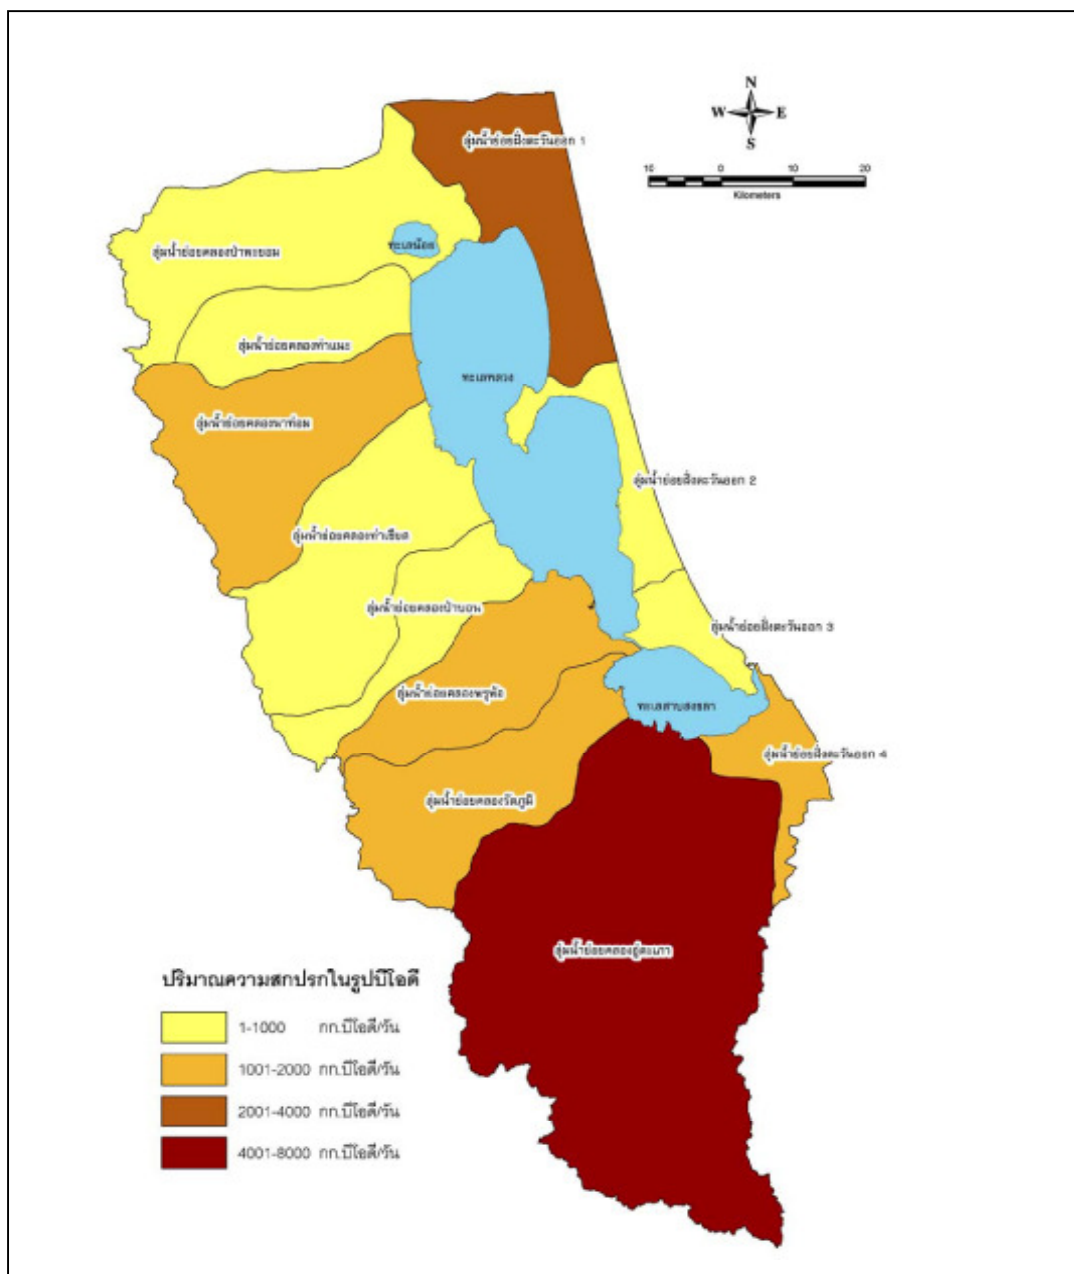 N
W E
S
10 0 10 20
Kilometers
ลุ่มน้ำย่อยฝั่งตะวันออก 1
ทะเลน้อย
ลุ่มน้ำย่อยคลองป่าพะยอม
ลุ่มน้ำย่อยคลองท่าแนะ
ทะเลหลวง
ลุ่มน้ำย่อยคลองนาท่อม
ลุ่มน้ำย่อยฝั่งตะวันออก 2
ลุ่มน้ำย่อยคลองท่าเชียด
ลุ่มน้ำย่อยคลองป่าบอน
ลุ่มน้ำย่อยฝั่งตะวันออก 3
ลุ่มน้ำย่อยคลองพรุพ้อ
ทะเลสาบสงขลา
ลุ่มน้ำย่อยฝั่งตะวันออก 4
ลุ่มน้ำย่อยคลองรัตภูมิ
ลุ่มน้ำย่อยคลองอู่ตะเภา
ปริมาณความสกปรกในรูปบีโอดี
1-1000 กก.บีโอดี/วัน
1001-2000 กก.บีโอดี/วัน
2001-4000 กก.บีโอดี/วัน
4001-8000 กก.บีโอดี/วัน